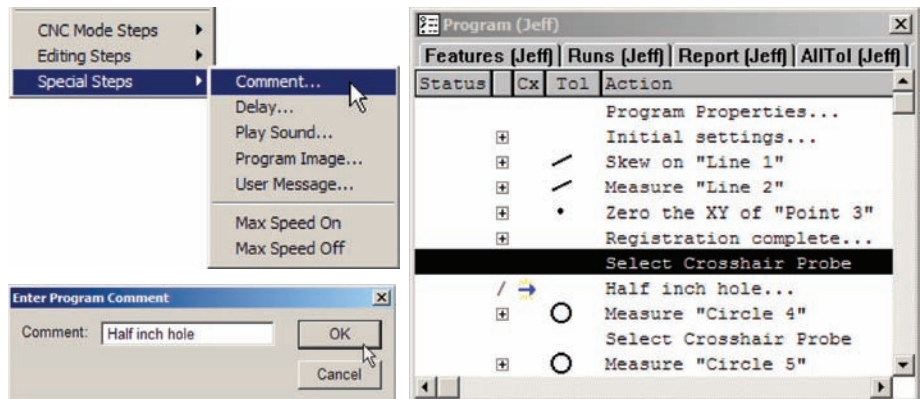 CNC Mode Steps
Editing Steps
Special Steps
Comment...
Delay...
Play Sound...
Program Image...
User Message...
Max Speed On
Max Speed Off
Enter Program Comment
Comment: Half inch hole
OK
Cancel
Program (Jeff)
Features (Jeff) Runs (Jeff) Report (Jeff) AllTol (Jeff)
Status Cx Tol Action
Program Properties...
Initial settings...
Skew on "Line 1"
Measure "Line 2"
Zero the XY of "Point 3"
Registration complete...
Select Crosshair Probe
/ Half inch hole...
Measure "Circle 4"
Select Crosshair Probe
Measure "Circle 5"